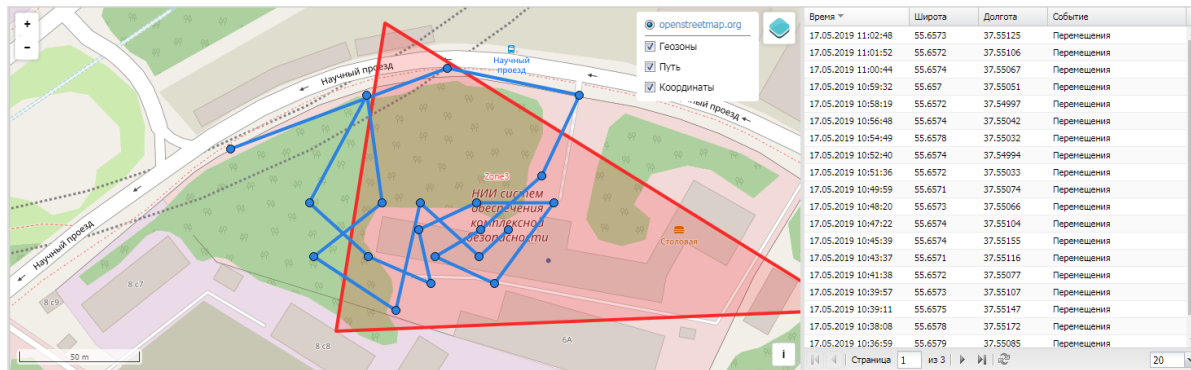 +
-
openstreetmap.org
Геозоны
Путь
Координаты
Научный проезд
Научный
проезд
ный проезд
Научный проезд
Zone3
НИИ систем
обеспечения
комплексной
безопасности
Столовая
8 с7
8 с9
8 с8
6А
50 m
i
Время Широта Долгота Событие
17.05.2019 11:02:48 55.6573 37.55125 Перемещения
17.05.2019 11:01:52 55.6572 37.55106 Перемещения
17.05.2019 11:00:44 55.6574 37.55067 Перемещения
17.05.2019 10:59:32 55.657 37.55051 Перемещения
17.05.2019 10:58:19 55.6572 37.54997 Перемещения
17.05.2019 10:56:48 55.6574 37.55042 Перемещения
17.05.2019 10:54:49 55.6578 37.55032 Перемещения
17.05.2019 10:52:40 55.6574 37.54994 Перемещения
17.05.2019 10:51:36 55.6572 37.55033 Перемещения
17.05.2019 10:49:59 55.6571 37.55074 Перемещения
17.05.2019 10:48:20 55.6573 37.55066 Перемещения
17.05.2019 10:47:22 55.6574 37.55104 Перемещения
17.05.2019 10:45:39 55.6574 37.55155 Перемещения
17.05.2019 10:43:37 55.6571 37.55116 Перемещения
17.05.2019 10:41:38 55.6572 37.55077 Перемещения
17.05.2019 10:39:57 55.6573 37.55107 Перемещения
17.05.2019 10:39:11 55.6575 37.55147 Перемещения
17.05.2019 10:38:08 55.6578 37.55172 Перемещения
17.05.2019 10:36:59 55.6579 37.55085 Перемещения
Страница 1 из 3 20